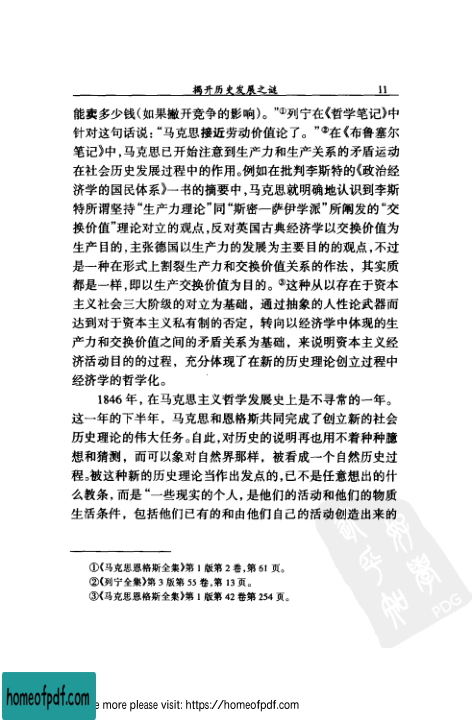 揭开历史发展之谜 11
能卖多少钱(如果撇开竞争的影响)。”①列宁在《哲学笔记》中
针对这句话说：“马克思接近劳动价值论了。”②在《布鲁塞尔
笔记》中,马克思已开始注意到生产力和生产关系的矛盾运动
在社会历史发展过程中的作用。例如在批判李斯特的《政治经
济学的国民体系》一书的摘要中,马克思就明确地认识到李斯
特所谓坚持“生产力理论”同“斯密—萨伊学派”所阐发的“交
换价值”理论对立的观点,反对英国古典经济学以交换价值为
生产目的,主张德国以生产力的发展为主要目的的观点,不过
是一种在形式上割裂生产力和交换价值关系的作法，其实质
都是一样,即以生产交换价值为目的。③这种从以存在于资本
主义社会三大阶级的对立为基础，通过抽象的人性论武器而
达到对于资本主义私有制的否定，转向以经济学中体现的生
产力和交换价值之间的矛盾关系为基础，来说明资本主义经
济活动目的的过程，充分体现了在新的历史理论创立过程中
经济学的哲学化。
1846 年，在马克思主义哲学发展史上是不寻常的一年。
这一年的下半年，马克思和恩格斯共同完成了创立新的社会
历史理论的伟大任务。自此,对历史的说明再也用不着种种臆
想和猜测，而可以象对自然界那样，被看成一个自然历史过
程。被这种新的历史理论当作出发点的,已不是任意想出的什
么教条，而是“一些现实的个人，是他们的活动和他们的物质
生活条件，包括他们已有的和由他们自己的活动创造出来的
①《马克思恩格斯全集》第 1 版第 2 卷,第 61 页。
②《列宁全集》第 3 版第 55 卷,第 13 页。
③《马克思恩格斯全集》第 1 版第 42 卷第 254 页。
PDG
homeofpdf.com
e more please visit: https://homeofpdf.com